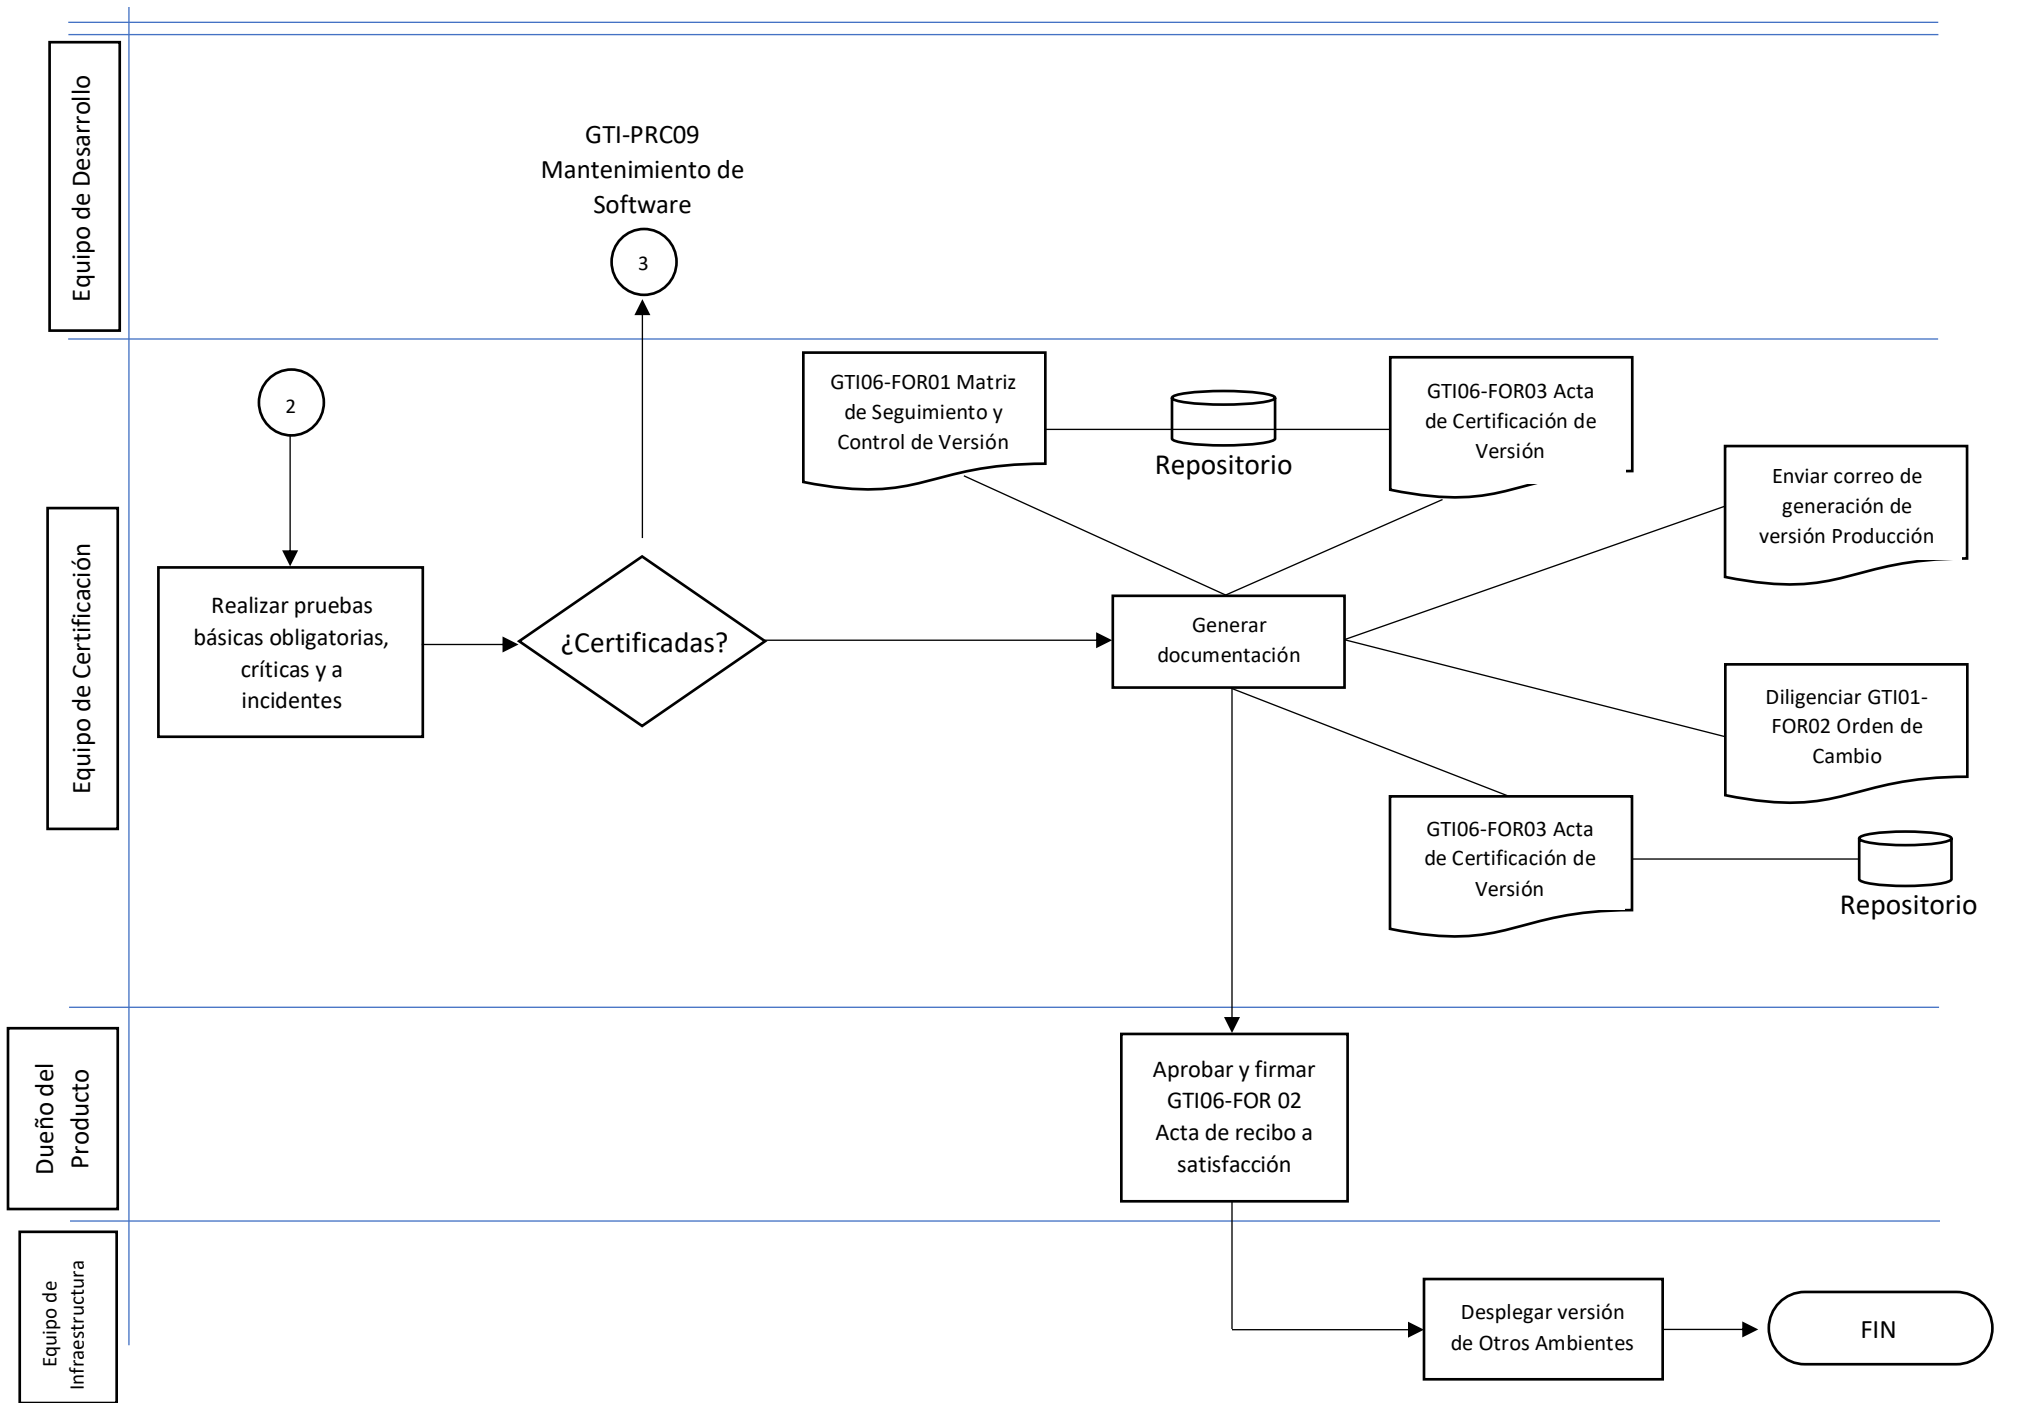 Equipo de Desarrollo
GTI-PRC09
Mantenimiento de
Software
3
Equipo de Certificación
2
Realizar pruebas
básicas obligatorias,
críticas y a
incidentes
¿Certificadas?
GTI06-FOR01 Matriz
de Seguimiento y
Control de Versión
Repositorio
GTI06-FOR03 Acta
de Certificación de
Versión
Enviar correo de
generación de
versión Producción
Generar
documentación
Diligenciar GTI01-
FOR02 Orden de
Cambio
GTI06-FOR03 Acta
de Certificación de
Versión
Repositorio
Dueño del
Producto
Aprobar y firmar
GTI06-FOR 02
Acta de recibo a
satisfacción
Equipo de
Infraestructura
Desplegar versión
de Otros Ambientes
FIN